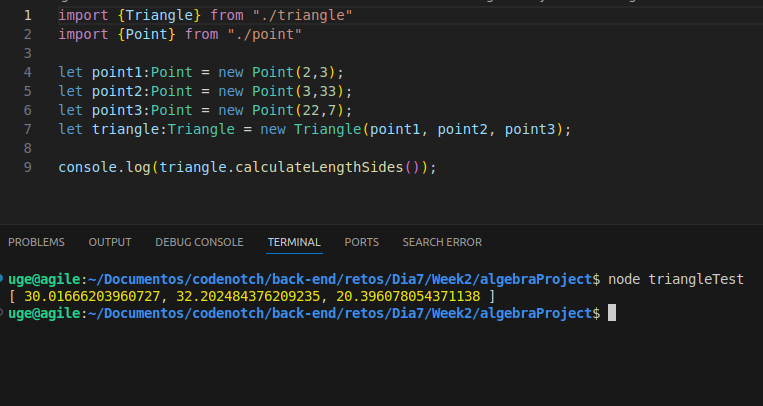 1 import {Triangle} from "./triangle"
2 import {Point} from "./point"
3
4 let point1:Point = new Point(2,3);
5 let point2:Point = new Point(3,33);
6 let point3:Point = new Point(22,7);
7 let triangle:Triangle = new Triangle(point1, point2, point3);
8
9 console.log(triangle.calculateLengthSides());
PROBLEMS OUTPUT DEBUG CONSOLE TERMINAL PORTS SEARCH ERROR
uge@agile:~/Documentos/codenotch/back-end/retos/Dia7/Week2/algebraProject$ node triangleTest
[ 30.01666203960727, 32.202484376209235, 20.396078054371138 ]
uge@agile:~/Documentos/codenotch/back-end/retos/Dia7/Week2/algebraProject$